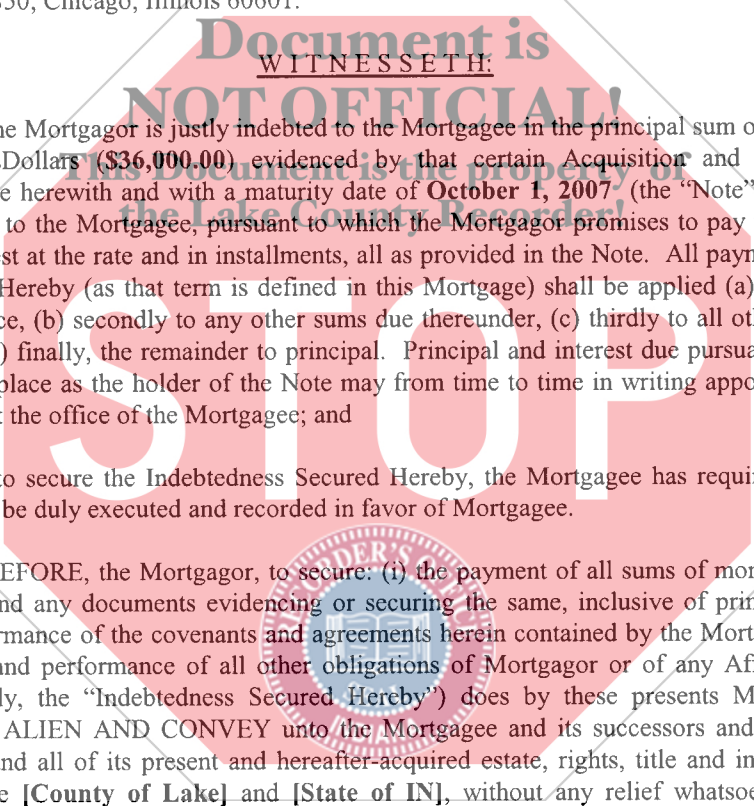 350, Chicago, Illinois 60601.
Document is
WITNESSETH:
NOT OFFICIAL!
he Mortgagor is justly indebted to the Mortgagee in the principal sum o
Dollars ($36,000.00) evidenced by that certain Acquisition and
This Document is the property of
e herewith and with a maturity date of October 1, 2007 (the “Note”
the Lake County Recorder!
to the Mortgagee, pursuant to which the Mortgagor promises to pay
est at the rate and in installments, all as provided in the Note. All payn
Hereby (as that term is defined in this Mortgage) shall be applied (a)
ce, (b) secondly to any other sums due thereunder, (c) thirdly to all ot
) finally, the remainder to principal. Principal and interest due pursua
place as the holder of the Note may from time to time in writing appo
t the office of the Mortgagee; and
STOP
to secure the Indebtedness Secured Hereby, the Mortgagee has requi
be duly executed and recorded in favor of Mortgagee.
EFORE, the Mortgagor, to secure: (i) the payment of all sums of mor
nd any documents evidencing or securing the same, inclusive of prin
rmance of the covenants and agreements herein contained by the Mort
and performance of all other obligations of Mortgagor or of any Aff
ly, the “Indebtedness Secured Hereby”) does by these presents M
ALIEN AND CONVEY unto the Mortgagee and its successors and
nd all of its present and hereafter-acquired estate, rights, title and in
e [County of Lake] and [State of IN], without any relief whatso